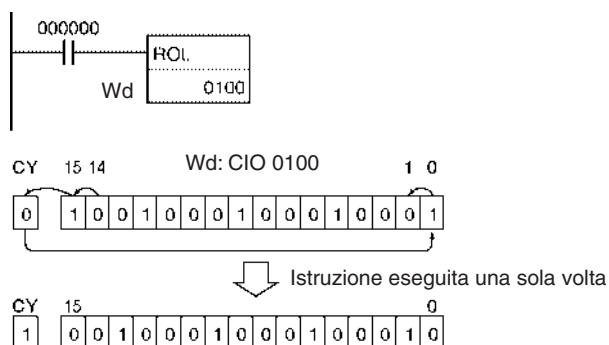 000000
ROL
Wd 0100
CY 15 14 Wd: CIO 0100 1 0
0 1 0 0 1 0 0 0 1 0 0 0 1 0 0 0 1
Istruzione eseguita una sola volta
CY 15 0
1 0 0 1 0 0 0 1 0 0 0 1 0 0 0 1 0